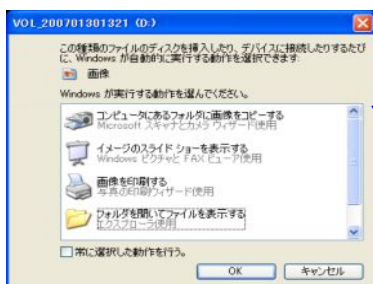 VOL_200701301321 (D:)
この種類のファイルのディスクを挿入したり、デバイスに接続したりするたび
に、Windows が自動的に実行する動作を選択できます:
画像
Windows が実行する動作を選んでください。
コンピュータにあるフォルダに画像をコピーする
Microsoft スキャナとカメラ ウィザード使用
イメージのスライド ショーを表示する
Windows ピクチャと FAX ビューア使用
画像を印刷する
写真の印刷ウィザード使用
フォルダを開いてファイルを表示する
エクスプローラ使用
常に選択した動作を行う。
OK
キャンセル